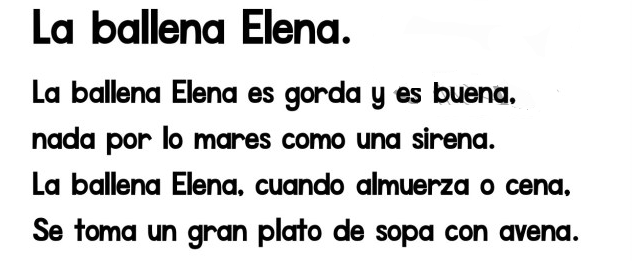 La ballena Elena.
La ballena Elena es gorda y es buena,
nada por lo mares como una sirena.
La ballena Elena, cuando almuerza o cena,
Se toma un gran plato de sopa con avena.